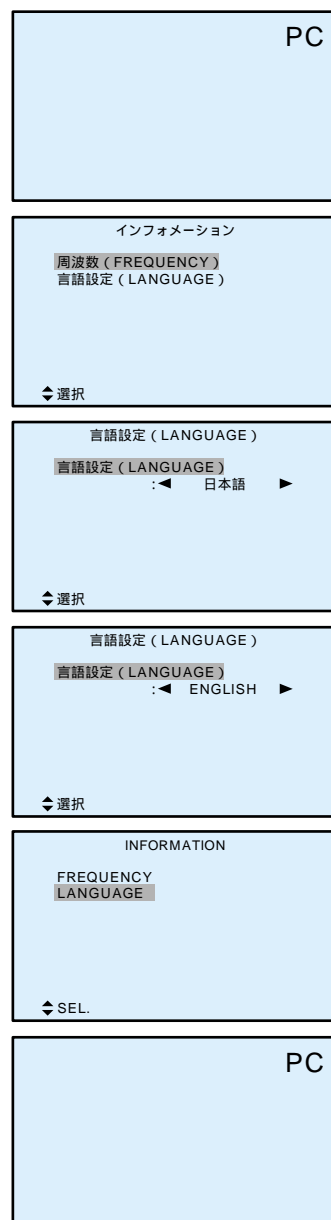 PC
インフォメーション
周波数 ( FREQUENCY )
言語設定 ( LANGUAGE )
選択
言語設定 ( LANGUAGE )
言語設定 ( LANGUAGE )
:◀ 日本語 ▶
選択
言語設定 ( LANGUAGE )
言語設定 ( LANGUAGE )
:◀ ENGLISH ▶
選択
INFORMATION
FREQUENCY
LANGUAGE
SEL.
PC